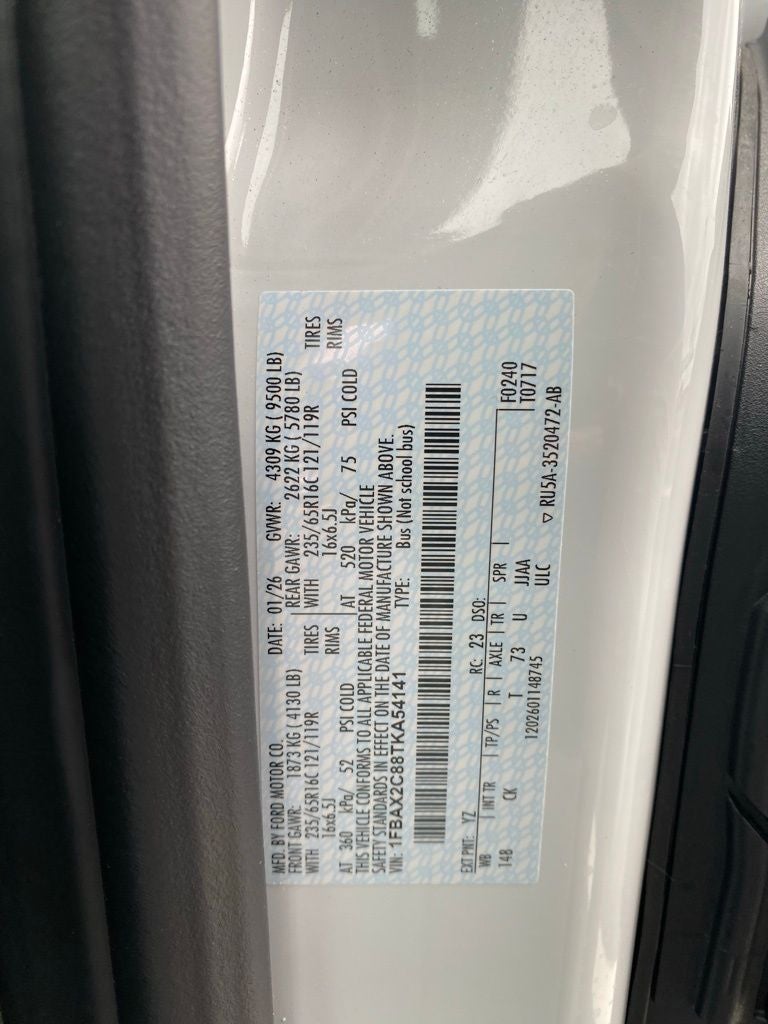 MFD. BY FORD MOTOR CO. DATE: 01/26 GVWR: 4309 KG ( 9500 LB)
FRONT GAWR: 1873 KG ( 4130 LB) REAR GAWR: 2622 KG ( 5780 LB)
WITH 235/65R16C 121/119R TIRES WITH 235/65R16C 121/119R TIRES
16x6.5J RIMS 16x6.5J RIMS
AT 360 kPa/ 52 PSI COLD AT 520 kPa/ 75 PSI COLD
THIS VEHICLE CONFORMS TO ALL APPLICABLE FEDERAL MOTOR VEHICLE
SAFETY STANDARDS IN EFFECT ON THE DATE OF MANUFACTURE SHOWN ABOVE.
VIN: 1FBAX2C88TKA54141 TYPE: Bus (Not school bus)
EXT PNT: YZ RC: 23 DSO:
WB INT TR TP/PS R AXLE TR SPR F0240
148 CK T 73 U JJAA T0717
ULC
1202601148745 ▽ RU5A-3520472-AB